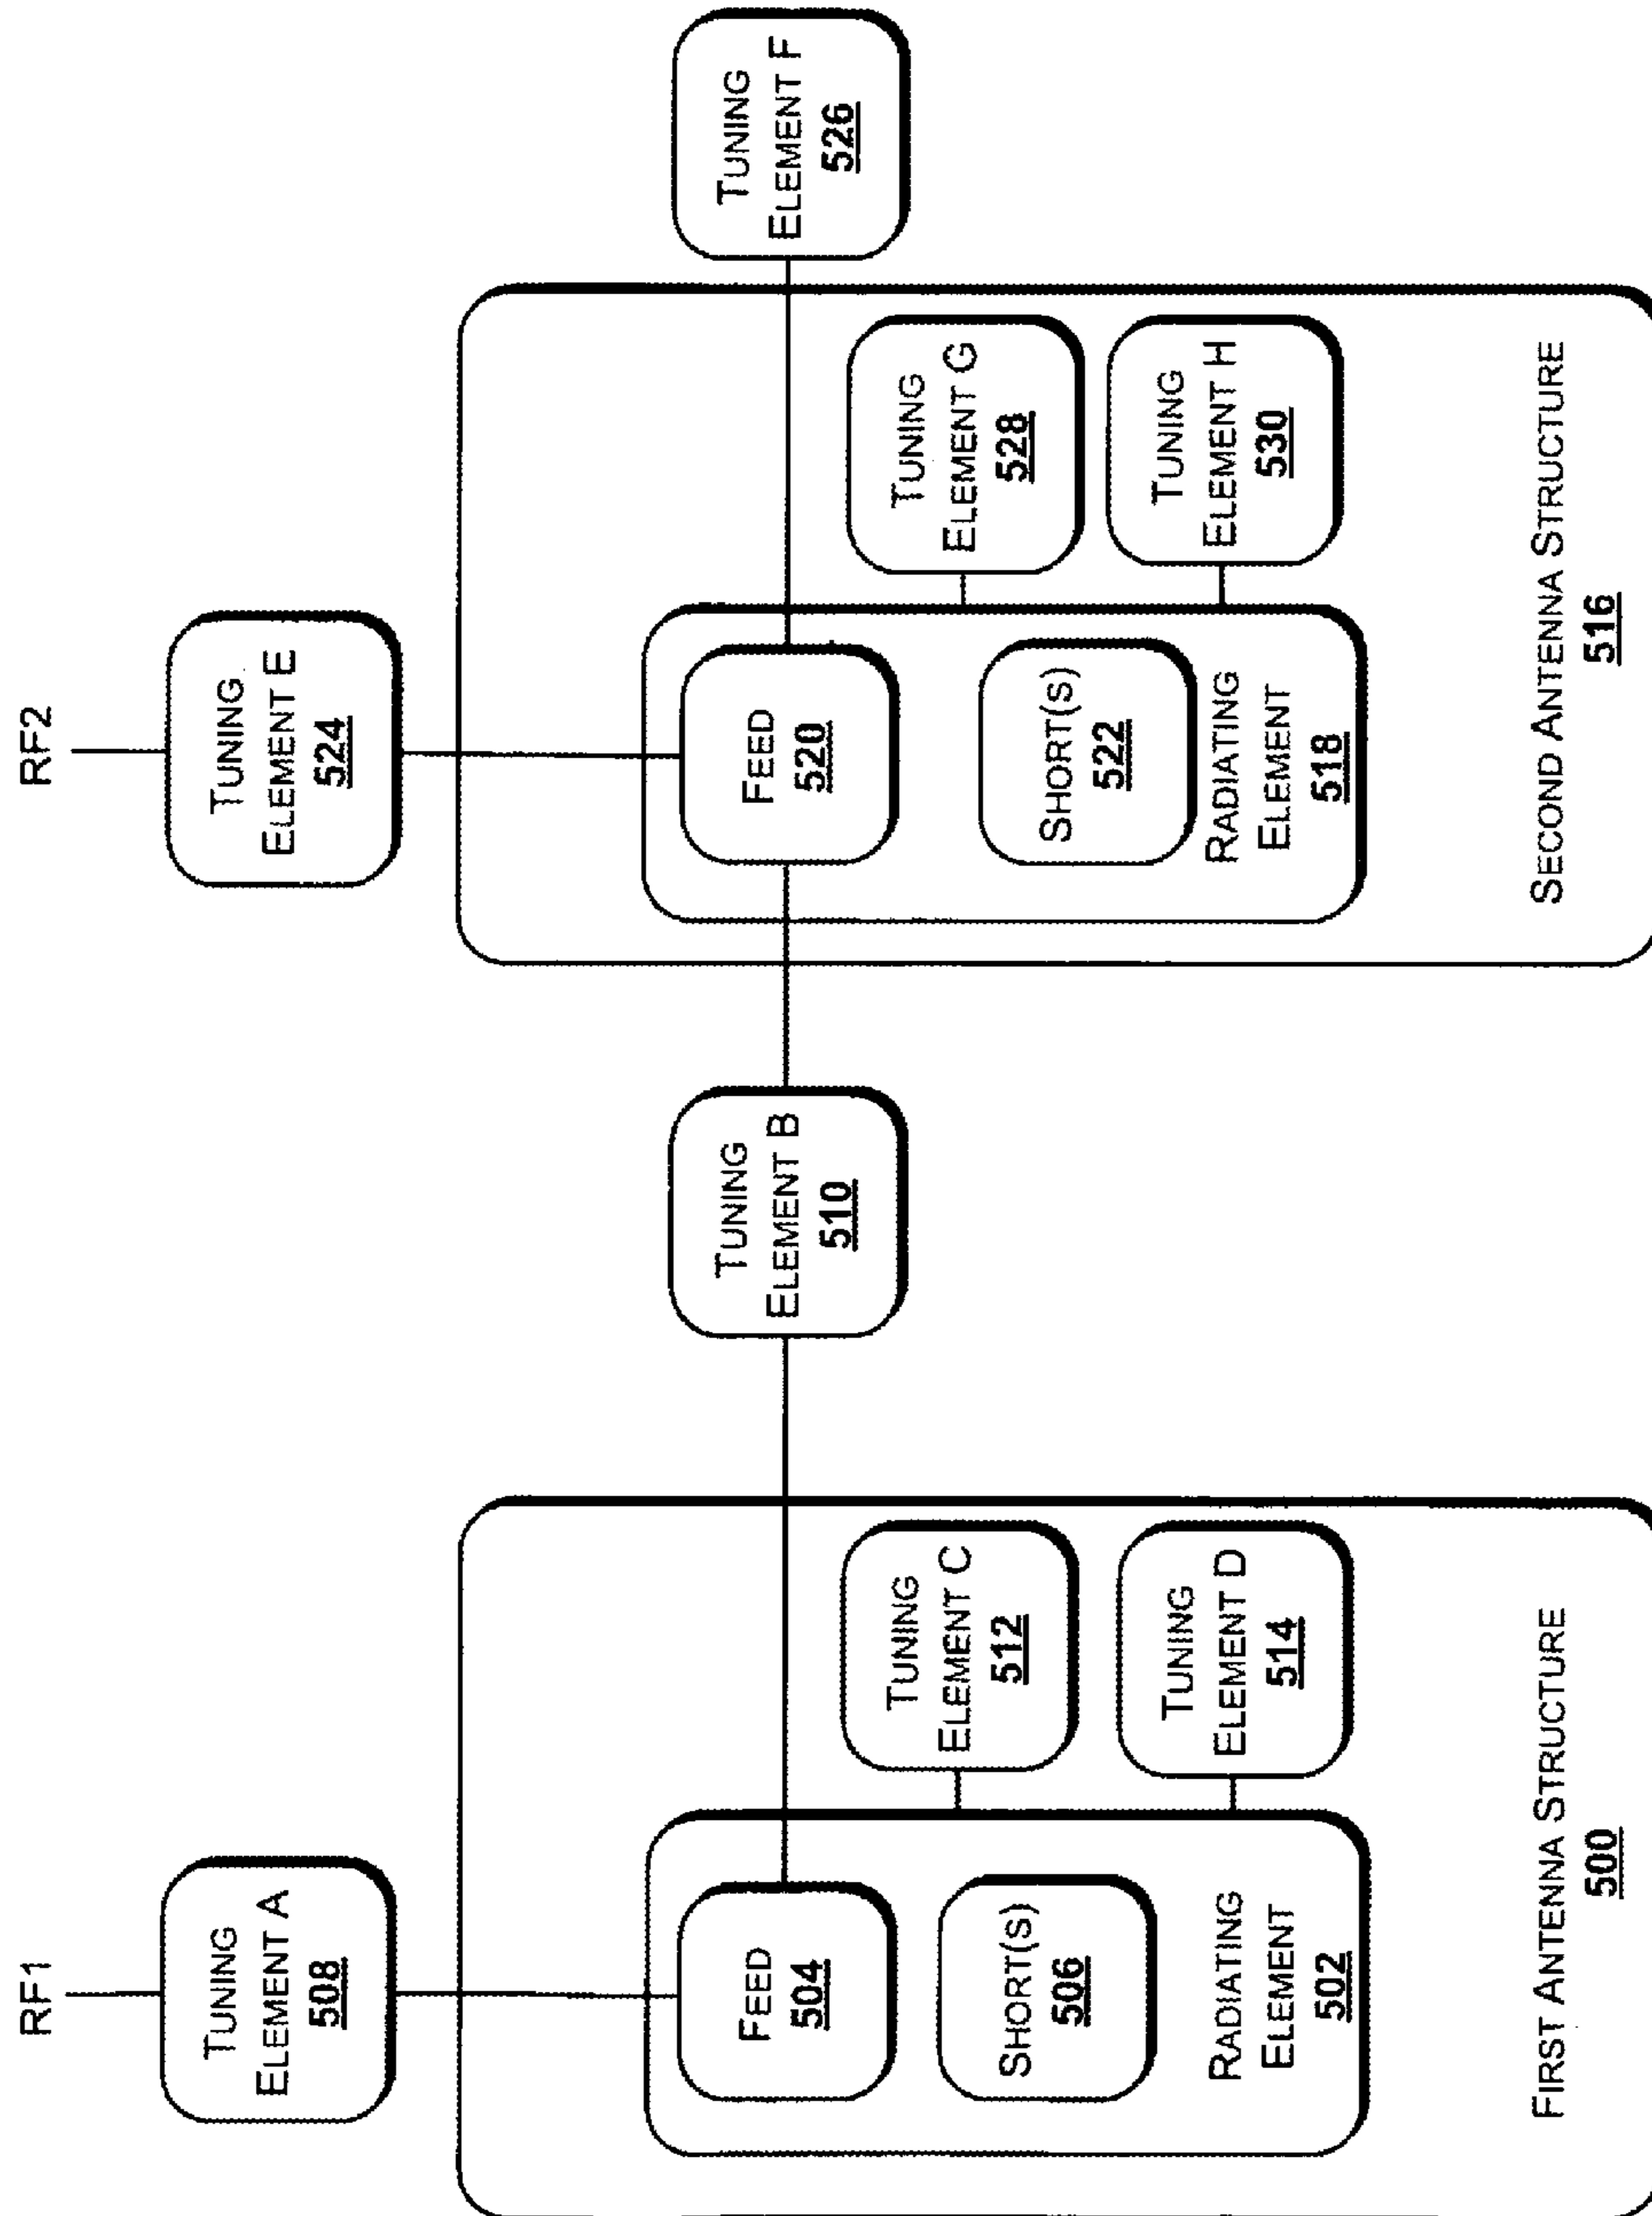 RF1
TUNING
ELEMENT A
508
FEED
504
SHORT(S)
506
RADIATING
ELEMENT
502
TUNING
ELEMENT C
512
TUNING
ELEMENT D
514
FIRST ANTENNA STRUCTURE
500
TUNING
ELEMENT B
510
RF2
TUNING
ELEMENT E
524
FEED
520
SHORT(S)
522
RADIATING
ELEMENT
518
TUNING
ELEMENT G
528
TUNING
ELEMENT H
530
SECOND ANTENNA STRUCTURE
516
TUNING
ELEMENT F
526